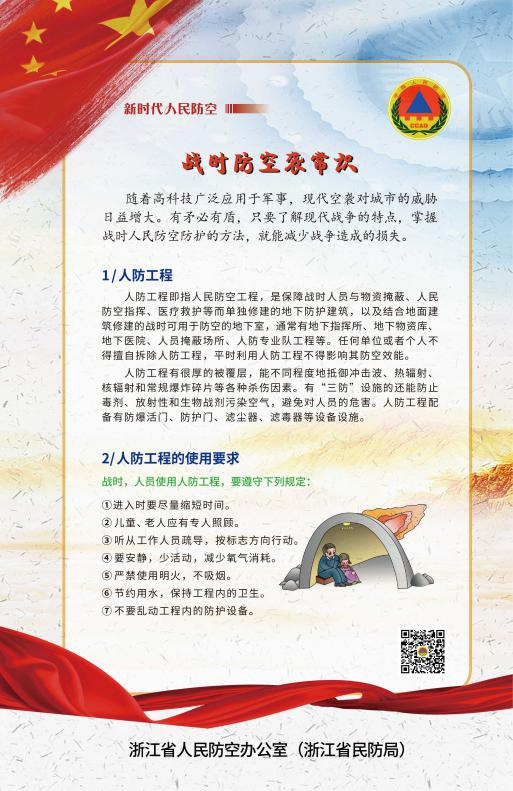 新时代人民防空
CCAD
战时防空袭常识
随着高科技广泛应用于军事，现代空袭对城市的威胁
日益增大。有矛必有盾，只要了解现代战争的特点，掌握
战时人民防空防护的方法，就能减少战争造成的损失。
1/人防工程
人防工程即指人民防空工程，是保障战时人员与物资掩蔽、人民
防空指挥、医疗救护等而单独修建的地下防护建筑，以及结合地面建
筑修建的战时可用于防空的地下室，通常有地下指挥所、地下物资库、
地下医院、人员掩蔽场所、人防专业队工程等。任何单位或者个人不
得擅自拆除人防工程，平时利用人防工程不得影响其防空效能。
人防工程有很厚的被覆层，能不同程度地抵御冲击波、热辐射、
核辐射和常规爆炸碎片等各种杀伤因素。有“三防”设施的还能防止
毒剂、放射性和生物战剂污染空气，避免对人员的危害。人防工程配
备有防爆活门、防护门、滤尘器、滤毒器等设备设施。
2/人防工程的使用要求
战时，人员使用人防工程，要遵守下列规定：
①进入时要尽量缩短时间。
②儿童、老人应有专人照顾。
③听从工作人员疏导，按标志方向行动。
④要安静，少活动，减少氧气消耗。
⑤严禁使用明火，不吸烟。
⑥节约用水，保持工程内的卫生。
⑦不要乱动工程内的防护设备。
浙江省人民防空办公室（浙江省民防局）